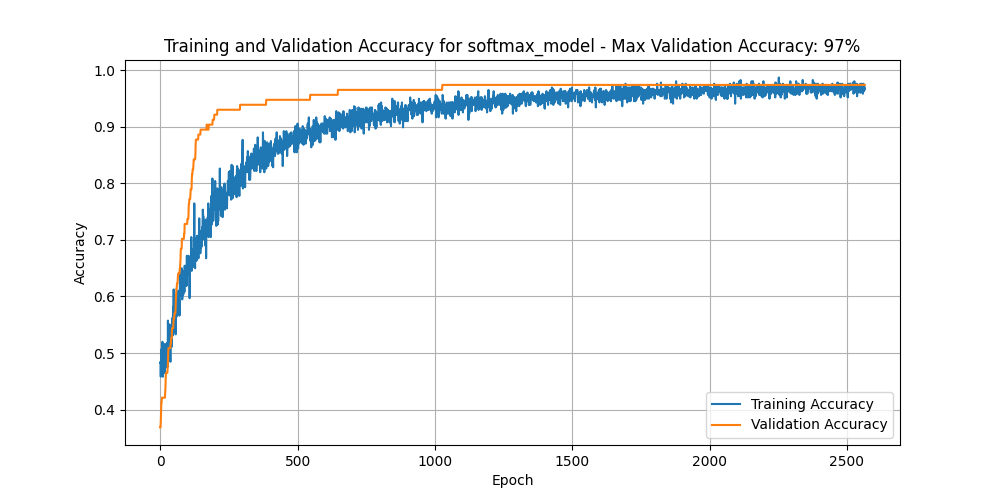 Training and Validation Accuracy for softmax_model - Max Validation Accuracy: 97%
1.0
0.9
0.8
0.7
0.6
0.5
0.4
Accuracy
0
500
1000
1500
2000
2500
Epoch
Training Accuracy
Validation Accuracy